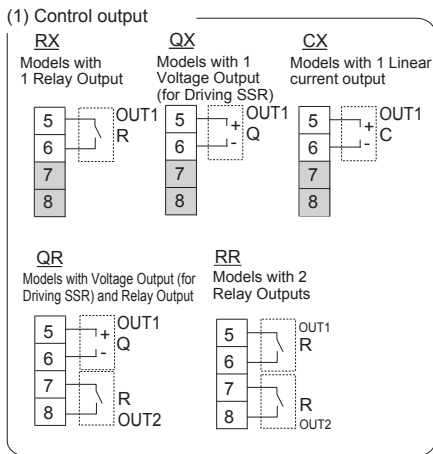 (1) Control output
RX
Models with
1 Relay Output
5
6
7
8
OUT1
R
QX
Models with 1
Voltage Output
(for Driving SSR)
5
6
7
8
+
-
OUT1
Q
CX
Models with 1 Linear
current output
5
6
7
8
+
-
OUT1
C
QR
Models with Voltage Output (for
Driving SSR) and Relay Output
5
6
7
8
+
-
OUT1
Q
R
OUT2
RR
Models with 2
Relay Outputs
5
6
7
8
OUT1
R
R
OUT2